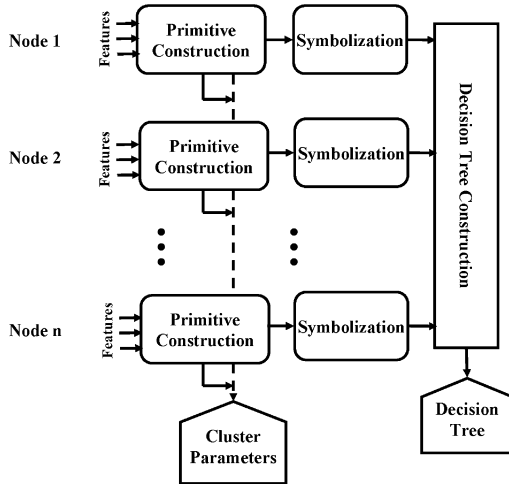 Node 1
Features
Primitive
Construction
Symbolization
Node 2
Features
Primitive
Construction
Symbolization
Decision Tree Construction
Node n
Features
Primitive
Construction
Symbolization
Cluster
Parameters
Decision
Tree